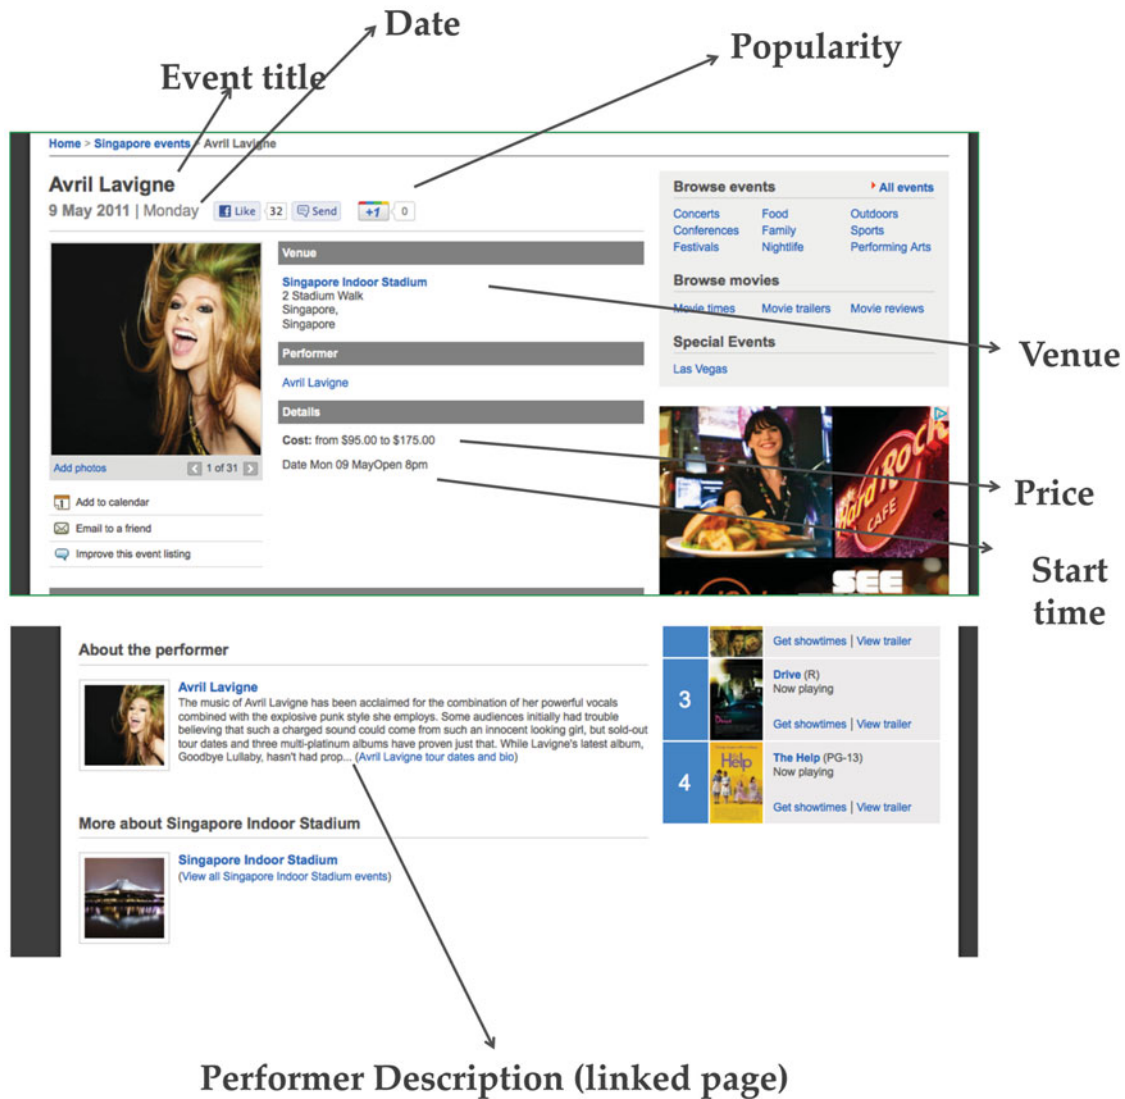 Date
Popularity
Event title
Home > Singapore events > Avril Lavigne
Avril Lavigne
9 May 2011 | Monday
Like 32 Send +1 0
Add photos
1 of 31
1 Add to calendar
Email to a friend
Improve this event listing
Venue
Singapore Indoor Stadium
2 Stadium Walk
Singapore,
Singapore
Performer
Avril Lavigne
Details
Cost: from $95.00 to $175.00
Date Mon 09 MayOpen 8pm
Browse events All events
Concerts Food Outdoors
Conferences Family Sports
Festivals Nightlife Performing Arts
Browse movies
Movie times Movie trailers Movie reviews
Special Events
Las Vegas
Hard Rock
CAFE
SEE
Venue
Price
Start
time
About the performer
Avril Lavigne
The music of Avril Lavigne has been acclaimed for the combination of her powerful vocals
combined with the explosive punk style she employs. Some audiences initially had trouble
believing that such a charged sound could come from such an innocent looking girl, but sold-out
tour dates and three multi-platinum albums have proven just that. While Lavigne's latest album,
Goodbye Lullaby, hasn't had prop... (Avril Lavigne tour dates and bio)
More about Singapore Indoor Stadium
Singapore Indoor Stadium
(View all Singapore Indoor Stadium events)
Get showtimes | View trailer
3
Drive (R)
Now playing
Get showtimes | View trailer
4
Help
The Help (PG-13)
Now playing
Get showtimes | View trailer
Performer Description (linked page)